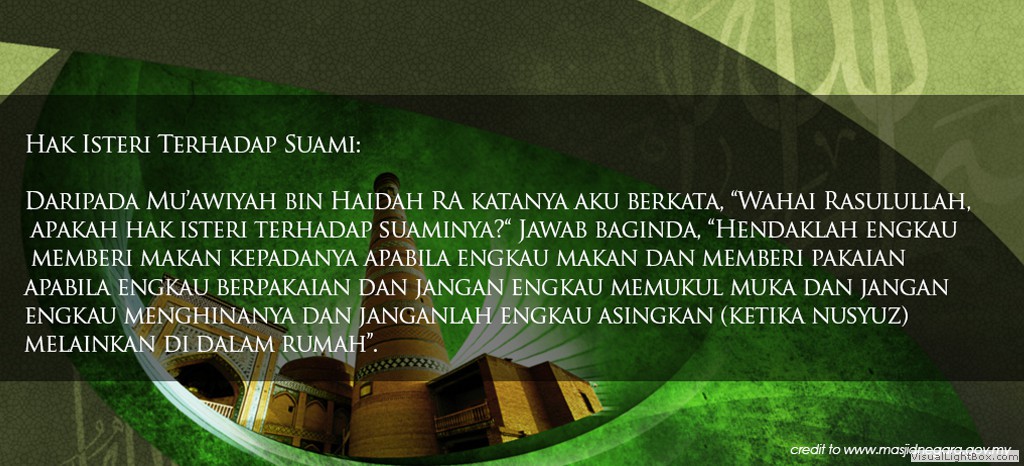 Hak Isteri Terhadap Suami:
Daripada Mu’awiyah bin Haidah RA katanya aku berkata, “Wahai Rasulullah,
apakah hak isteri terhadap suaminya?“ Jawab baginda, “Hendaklah engkau
memberi makan kepadanya apabila engkau makan dan memberi pakaian
apabila engkau berpakaian dan jangan engkau memukul muka dan jangan
engkau menghinanya dan janganlah engkau asingkan (ketika nusyuz)
melainkan di dalam rumah”.
credit to www.masjidnegara.gov.my
VisualLightBox.com